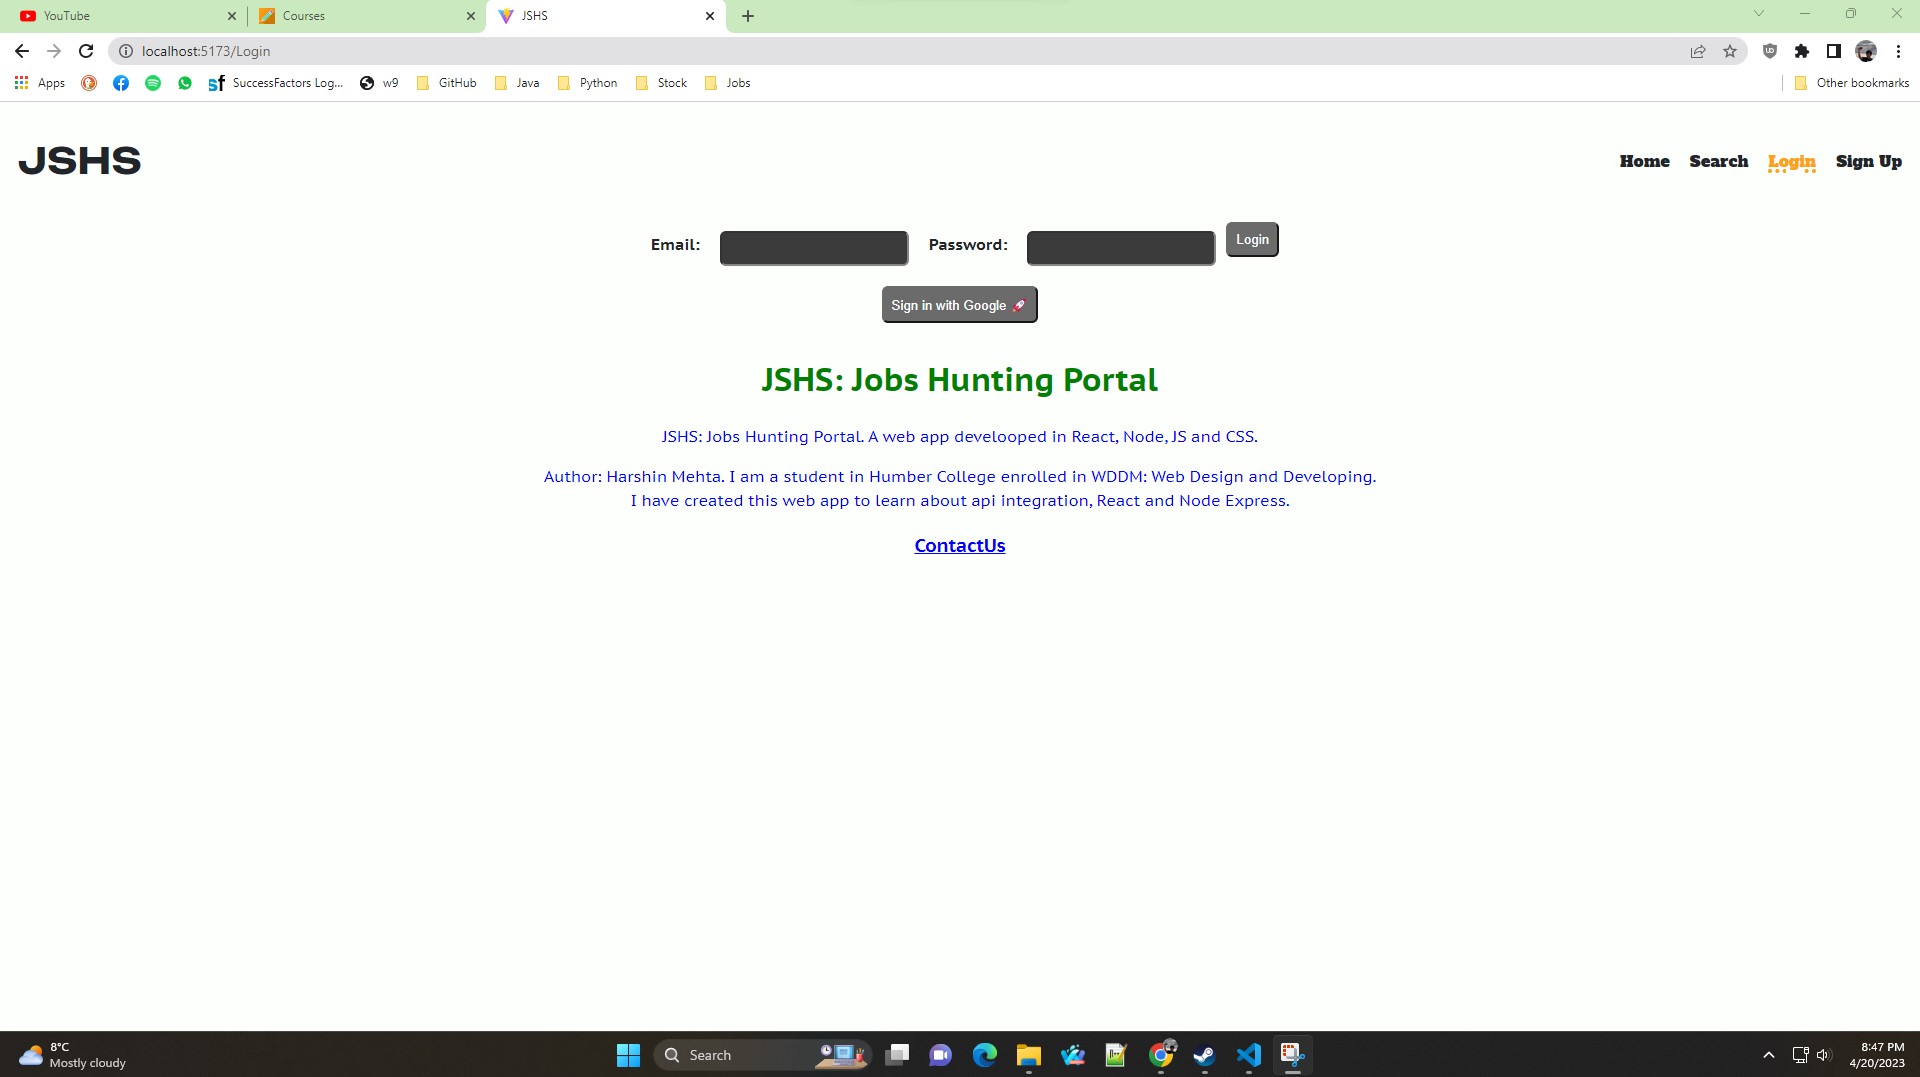 YouTube
Courses
JSHS
localhost:5173/Login
Apps
SuccessFactors Log...
w9
GitHub
Java
Python
Stock
Jobs
Other bookmarks
JSHS
Home
Search
Login
Sign Up
Email:
Password:
Login
Sign in with Google 🚀
JSHS: Jobs Hunting Portal
JSHS: Jobs Hunting Portal. A web app develooped in React, Node, JS and CSS.
Author: Harshin Mehta. I am a student in Humber College enrolled in WDDM: Web Design and Developing.
I have created this web app to learn about api integration, React and Node Express.
ContactUs
8°C
Mostly cloudy
Search
8:47 PM
4/20/2023